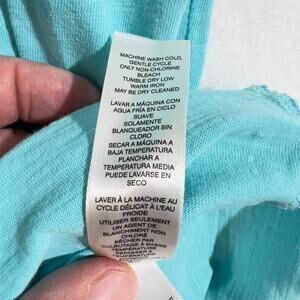 MACHINE WASH COLD,
GENTLE CYCLE
ONLY NON-CHLORINE
BLEACH
TUMBLE DRY LOW
WARM IRON
MAY BE DRY CLEANED
LAVAR A MÁQUINA CON
AGUA FRÍA EN CICLO
SUAVE
SOLAMENTE
BLANQUEADOR SIN
CLORO
SECAR A MÁQUINA A
BAJA TEMPERATURA
PLANCHAR A
TEMPERATURA MEDIA
PUEDE LAVARSE EN
SECO
LAVER À LA MACHINE AU
CYCLE DÉLICAT À L'EAU
FROIDE
UTILISER SEULEMENT
UN AGENT DE
BLANCHIMENT NON
CHLORÉ
SÉCHER PAR
CULBUTAGE À BASSE
TEMPÉRATURE